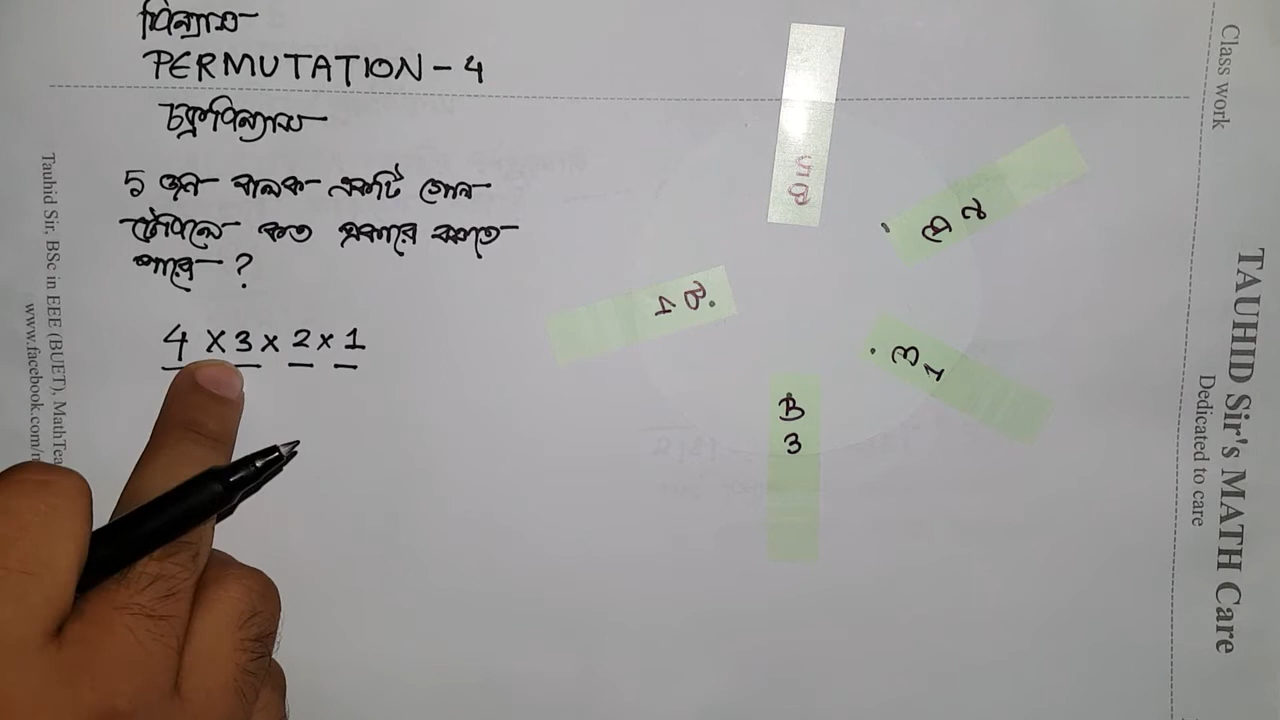 বিন্যাস
PERMUTATION - 4
চক্রবিন্যাস
5 জন বালক একটি গোল
টেবিলে কত প্রকারে বসতে
পারে ?
4 × 3 × 2 × 1
B 2
4 B
B
3
Class work
TAUHID Sir's MATH Care
Dedicated to care
Tauhid Sir, BSc in EEE (BUET), MathTea
www.facebook.com/m